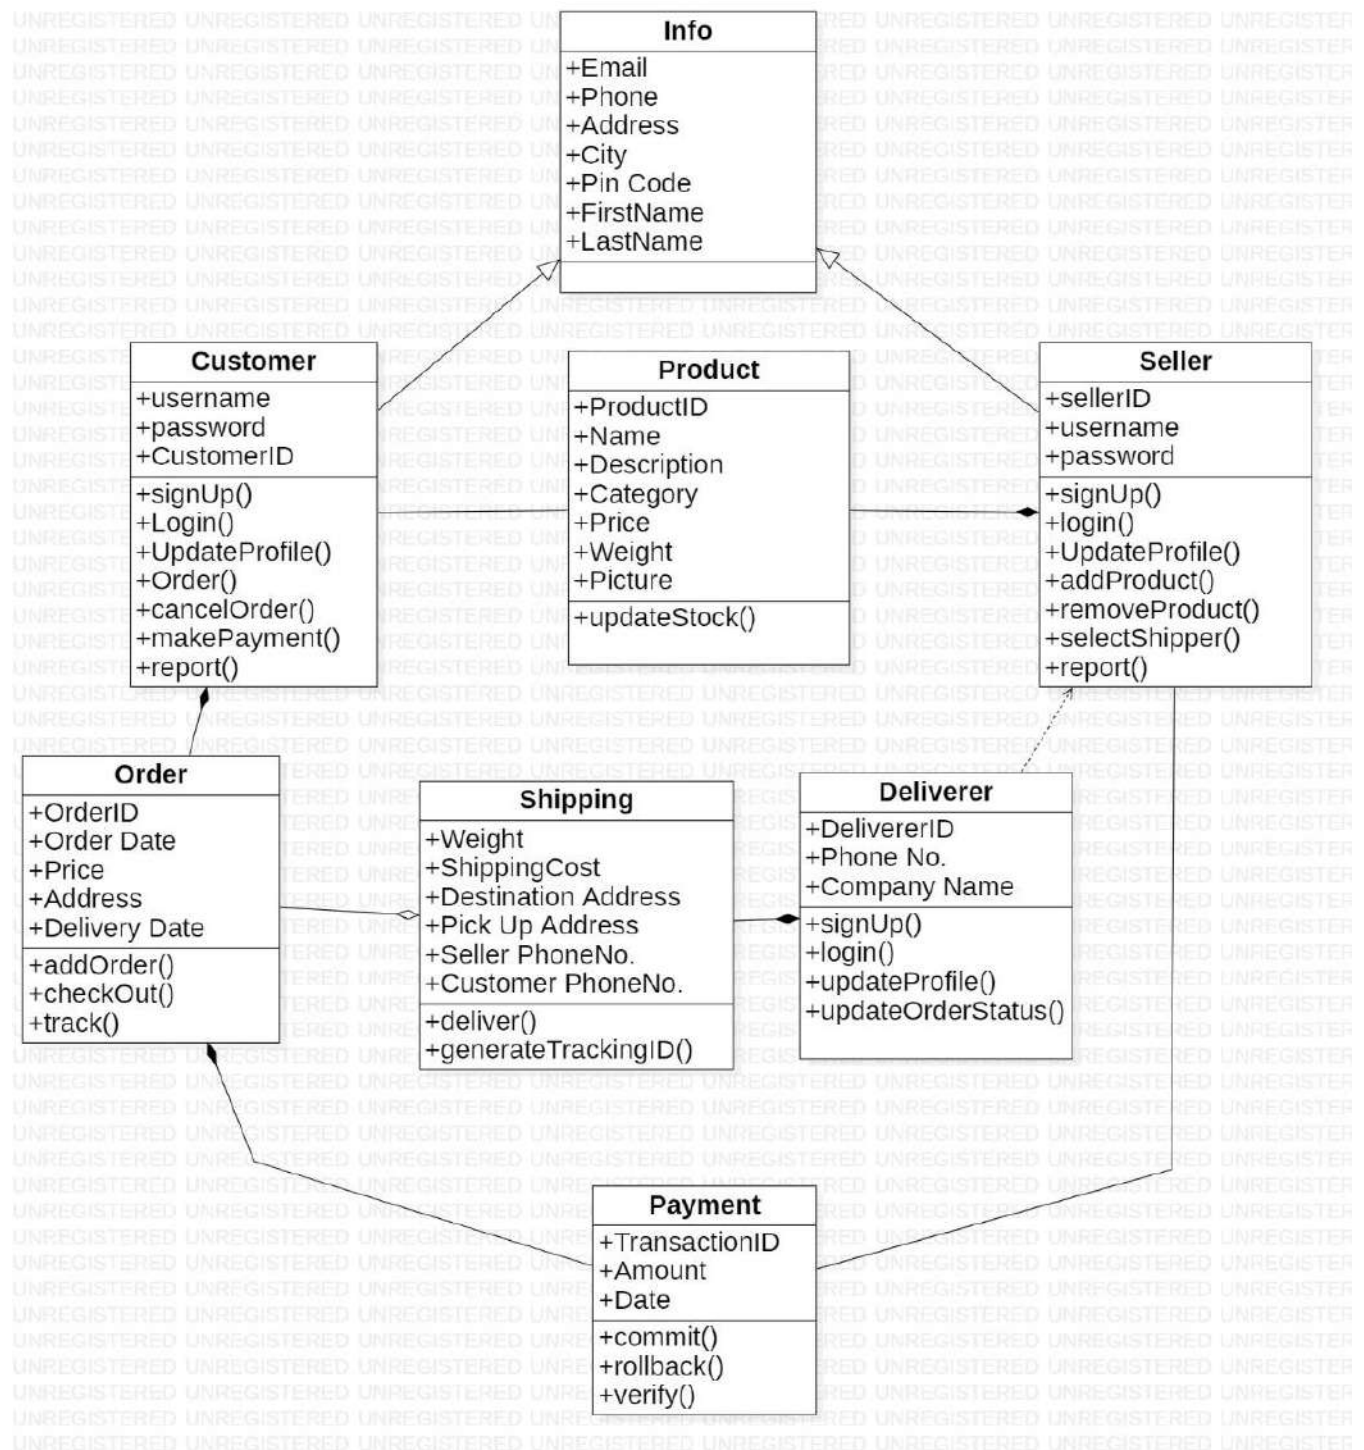 Info
+Email
+Phone
+Address
+City
+Pin Code
+FirstName
+LastName
Customer
+username
+password
+CustomerID
+signUp()
+Login()
+UpdateProfile()
+Order()
+cancelOrder()
+makePayment()
+report()
Product
+ProductID
+Name
+Description
+Category
+Price
+Weight
+Picture
+updateStock()
Seller
+sellerID
+username
+password
+signUp()
+login()
+UpdateProfile()
+addProduct()
+removeProduct()
+selectShipper()
+report()
Order
+OrderID
+Order Date
+Price
+Address
+Delivery Date
+addOrder()
+checkOut()
+track()
Shipping
+Weight
+ShippingCost
+Destination Address
+Pick Up Address
+Seller PhoneNo.
+Customer PhoneNo.
+deliver()
+generateTrackingID()
Deliverer
+DelivererID
+Phone No.
+Company Name
+signUp()
+login()
+updateProfile()
+updateOrderStatus()
Payment
+TransactionID
+Amount
+Date
+commit()
+rollback()
+verify()
UNREGISTERED